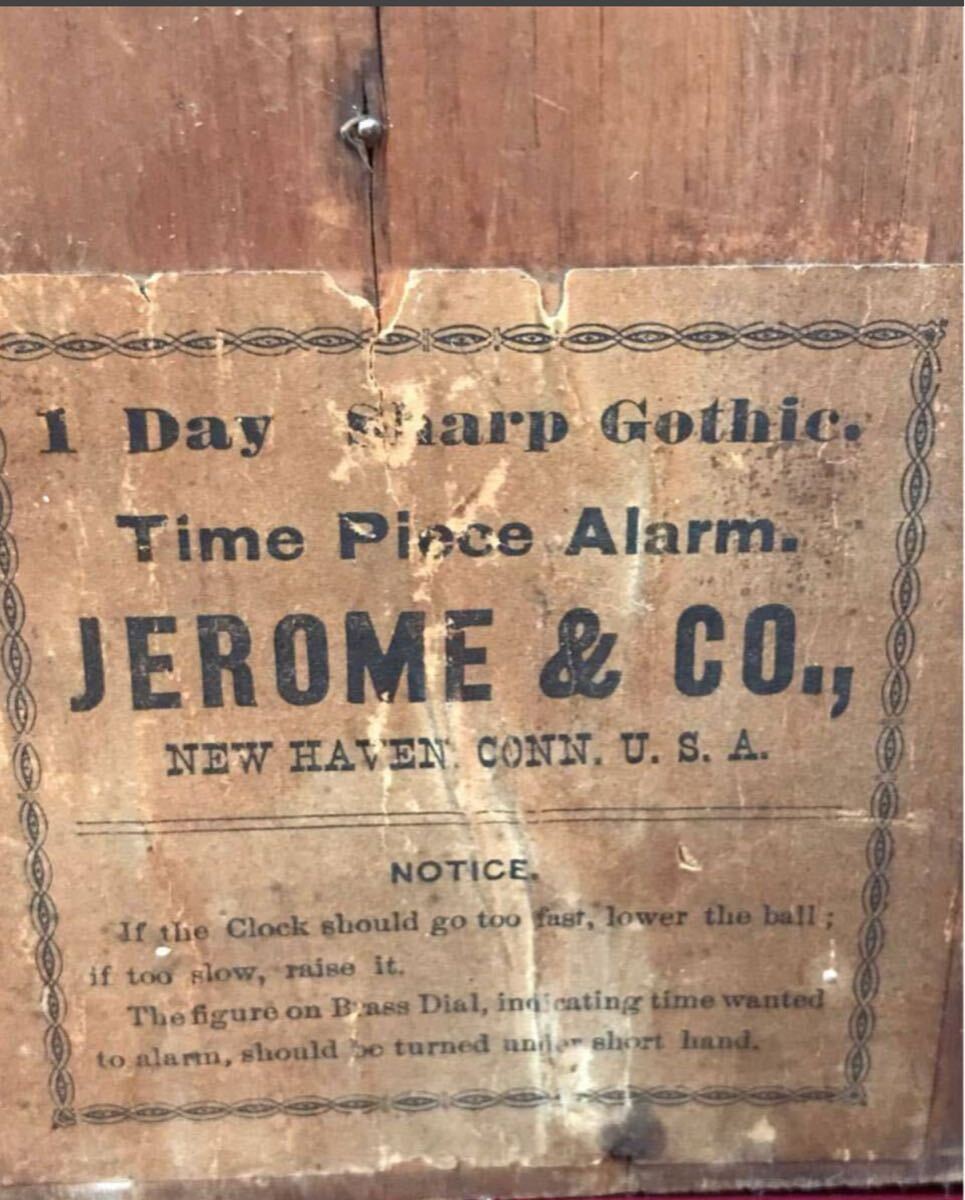 1 Day Sharp Gothic.
Time Piece Alarm.
JEROME & CO.,
NEW HAVEN CONN. U. S. A.
NOTICE.
If the Clock should go too fast, lower the ball;
if too slow, raise it.
The figure on Brass Dial, indicating time wanted
to alarm, should be turned under short hand.